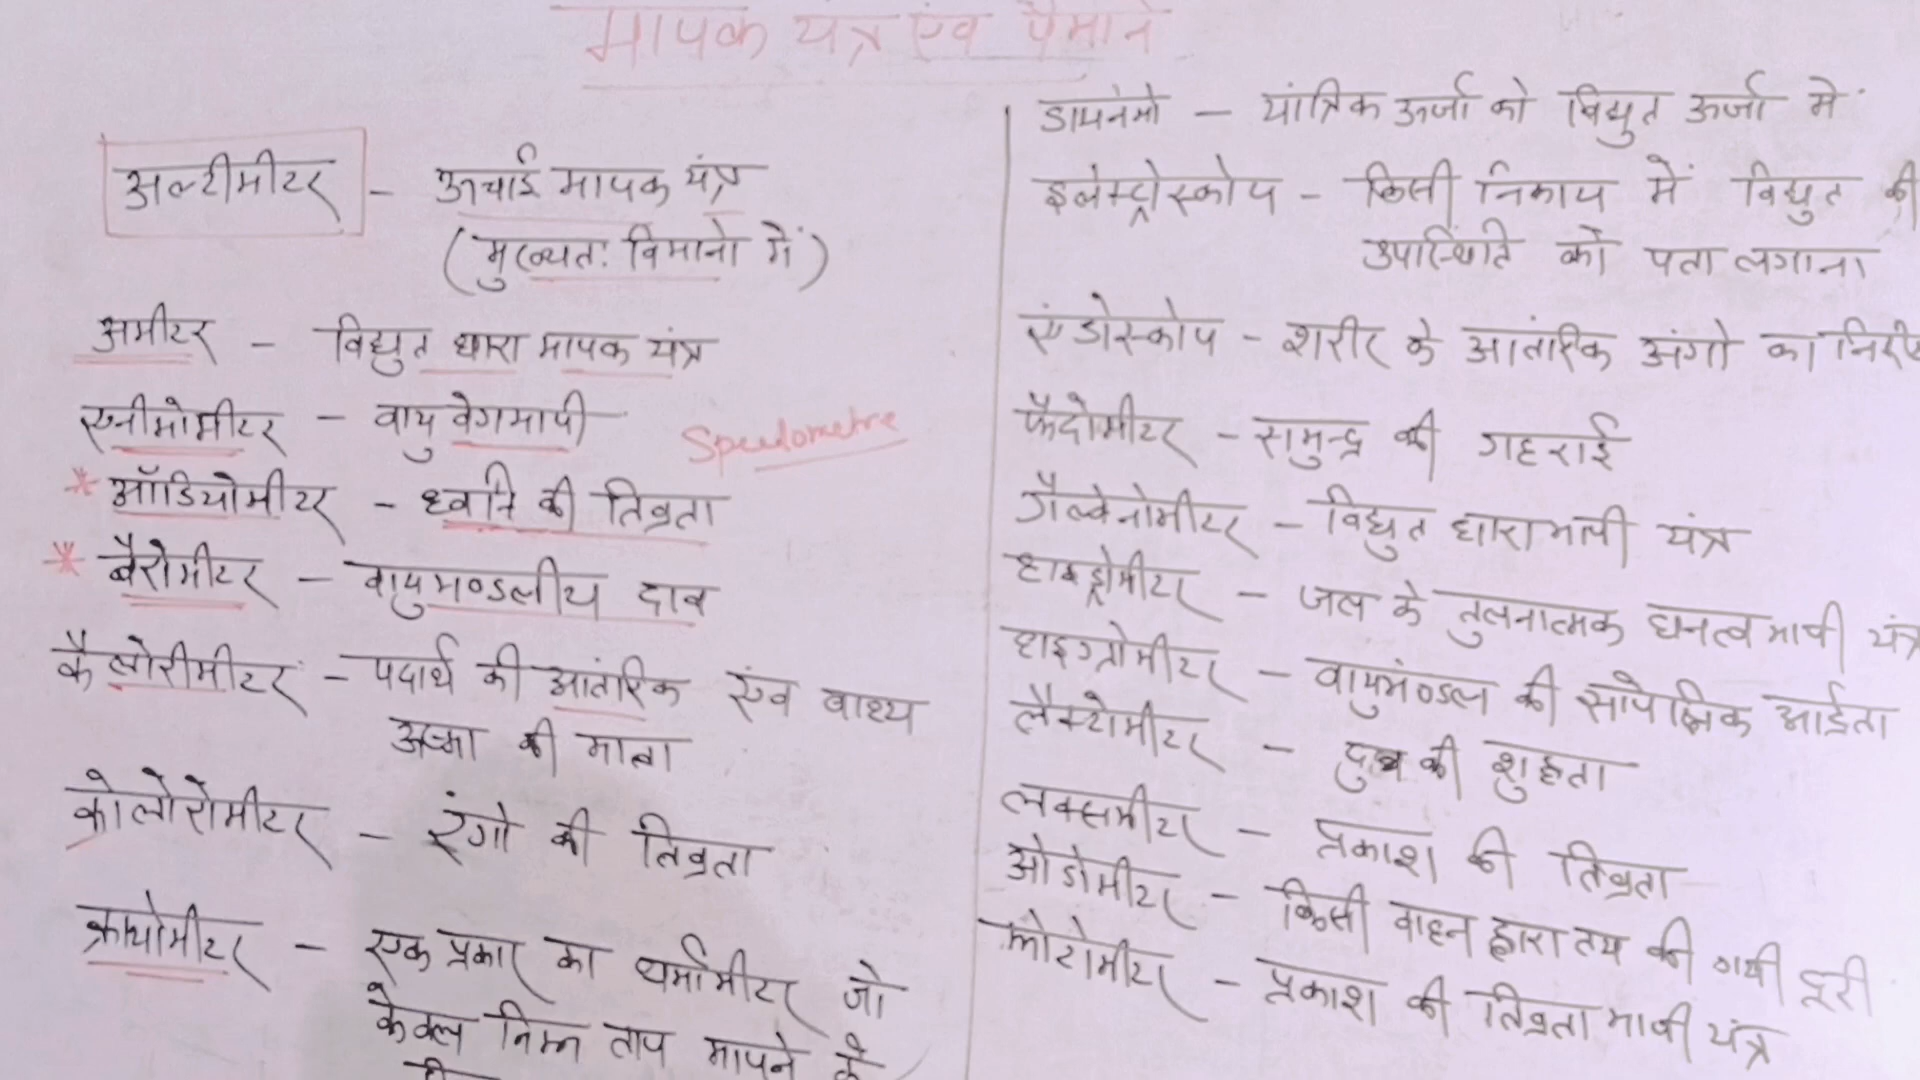 मापक यंत्र एंव पैमाने
अल्टीमीटर - ऊचाई मापक यंत्र
(मुख्यतः विमानो में)
अमीटर - विद्युत धारा मापक यंत्र
एनीमोमीटर - वायु वेगमापी
Speedometre
* ऑडियोमीटर - ध्वनि की तिव्रता
* बैरोमीटर - वायुमण्डलीय दाब
कैलोरीमीटर - पदार्थ की आंतरिक एंव वाध्य
ऊष्मा की मात्रा
कोलोरोमीटर - रंगो की तिव्रता
क्रायोमीटर - एक प्रकार का थर्मामीटर जो
केवल निम्न ताप मापने के
डायनेमो - यांत्रिक ऊर्जा को विद्युत ऊर्जा में
इलेक्ट्रोस्कोप - किसी निकाय में विद्युत की
उपस्थिति को पता लगाना
एंडोस्कोप - शरीर के आतंरिक अंगो का
फैदोमीटर - समुन्द्र की गहराई
गैल्वेनोमीटर - विद्युत धारामापी यंत्र
हाइड्रोमीटर - जल के तुलनात्मक घनत्व मापी यंत्र
हाइग्रोमीटर - वायुमंण्डल की सापेक्षिक आर्द्रता
लैक्टोमीटर - दुध की शुद्धता
लक्समीटर - प्रकाश की तिव्रता
ओडोमीटर - किसी वाहन द्वारा तय की गयी दूरी
फोटोमीटर - प्रकाश की तिव्रता मापी यंत्र